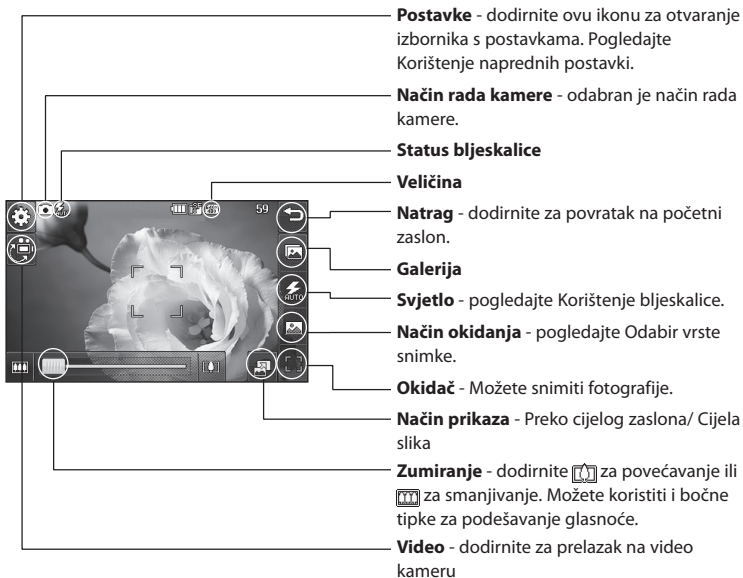 Postavke - dodirnite ovu ikonu za otvaranje
izbornika s postavkama. Pogledajte
Korištenje naprednih postavki.
Način rada kamere - odabran je način rada
kamere.
Status bljeskalice
Veličina
Natrag - dodirnite za povratak na početni
zaslon.
Galerija
Svjetlo - pogledajte Korištenje bljeskalice.
Način okidanja - pogledajte Odabir vrste
snimke.
Okidač - Možete snimiti fotografije.
Način prikaza - Preko cijelog zaslona/ Cijela
slika
Zumiranje - dodirnite za povećavanje ili
za smanjivanje. Možete koristiti i bočne
tipke za podešavanje glasnoće.
Video - dodirnite za prelazak na video
kameru
59
AUTO
AUTO